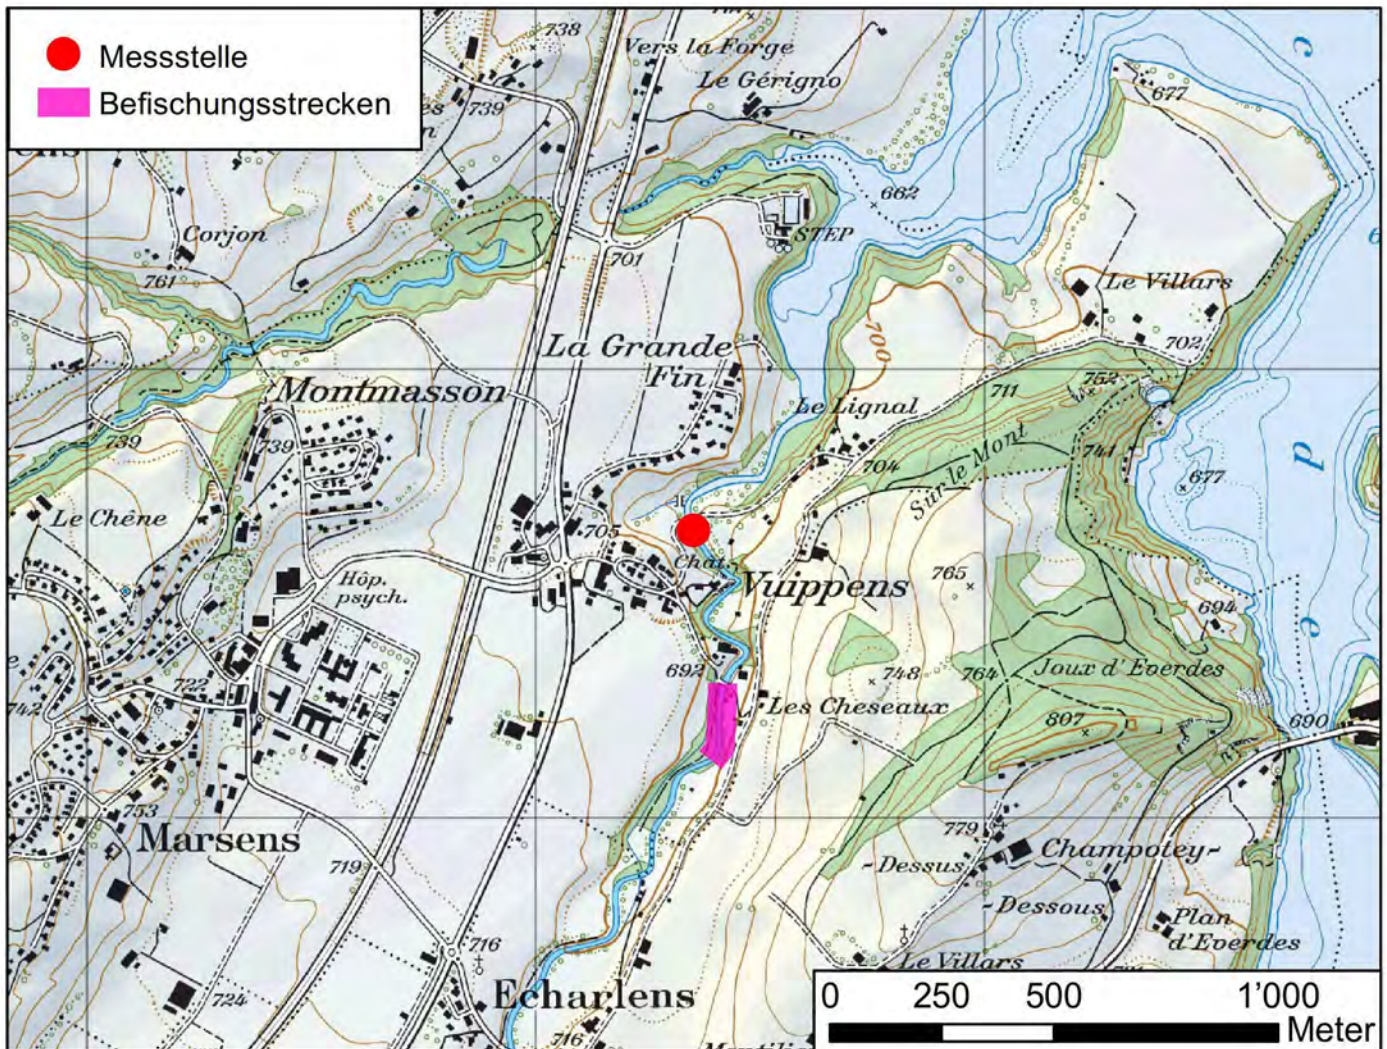 Messstelle
Befischungsstrecken
738
Vers la Forge
Le Gérigno
739
677
c
662
Corjon
STEP
701
761
e
Le Villars
La Grande
Fin
700
702
Montmasson
752
711
Le Lignal
739
739
741
704
Sur le Mont
677
d
Le Chêne
705
Chât.
Vuippens
765
Hôp.
psych.
694
e
692
748
764
Joux d'Everdes
722
Les Cheseaux
742
807
690
753
Marsens
779
Champotey-
719
-Dessus
-Dessous
Plan
d'Everdes
716
Le Villars
724
Echarlens
716
0 250 500 1'000
Meter